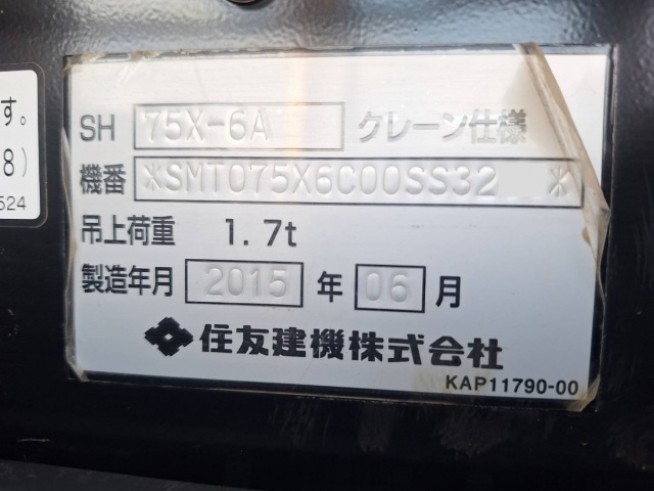 す。
8)
524
SH 75X-6A クレーン仕様
機番 *SMT075X6C00SS32 *
吊上荷重 1.7t
製造年月 2015 年 06 月
住友建機株式会社
KAP11790-00